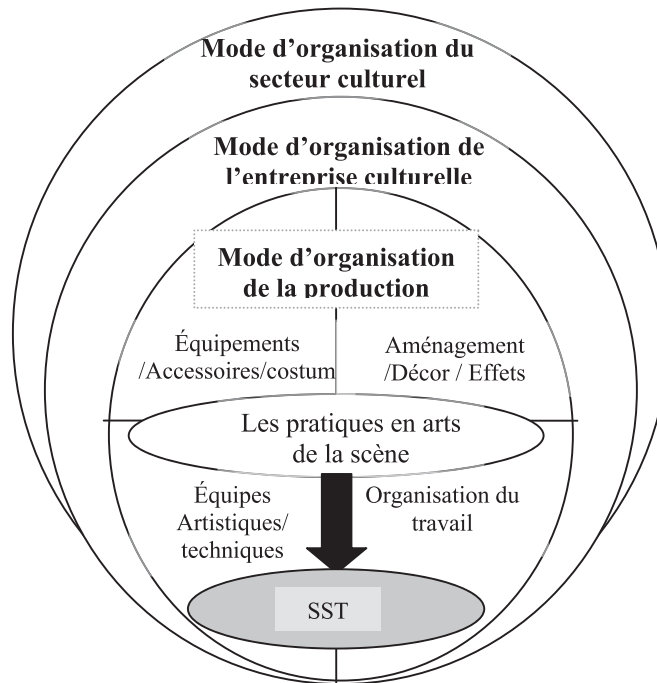 Mode d’organisation du
secteur culturel
Mode d’organisation de
l’entreprise culturelle
Mode d’organisation
de la production
Équipements
/Accessoires/costum
Aménagement
/Décor / Effets
Les pratiques en arts
de la scène
Équipes
Artistiques/
techniques
Organisation du
travail
SST